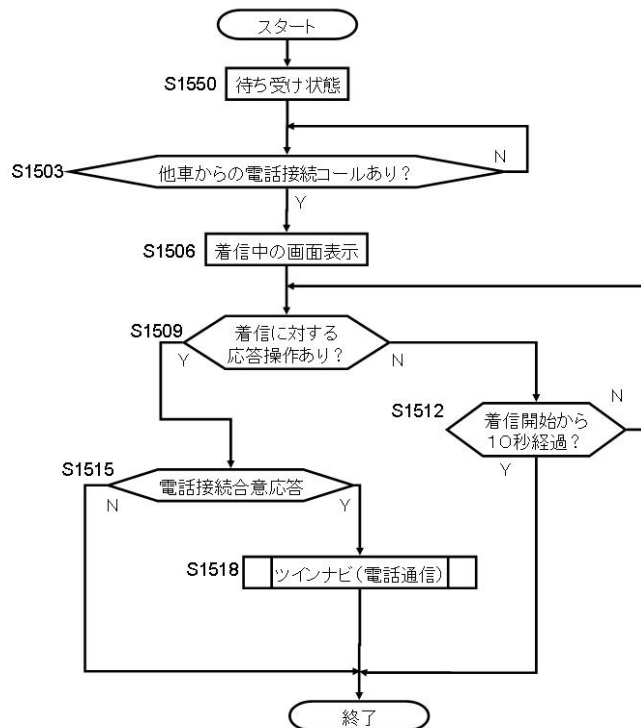 スタート
S1550
待ち受け状態
S1503
他車からの電話接続コールあり?
N
Y
S1506
着信中の画面表示
S1509
着信に対する
応答操作あり?
Y
N
S1512
着信開始から
10秒経過?
N
Y
S1515
電話接続合意応答
N
Y
S1518
ツインナビ(電話通信)
終了